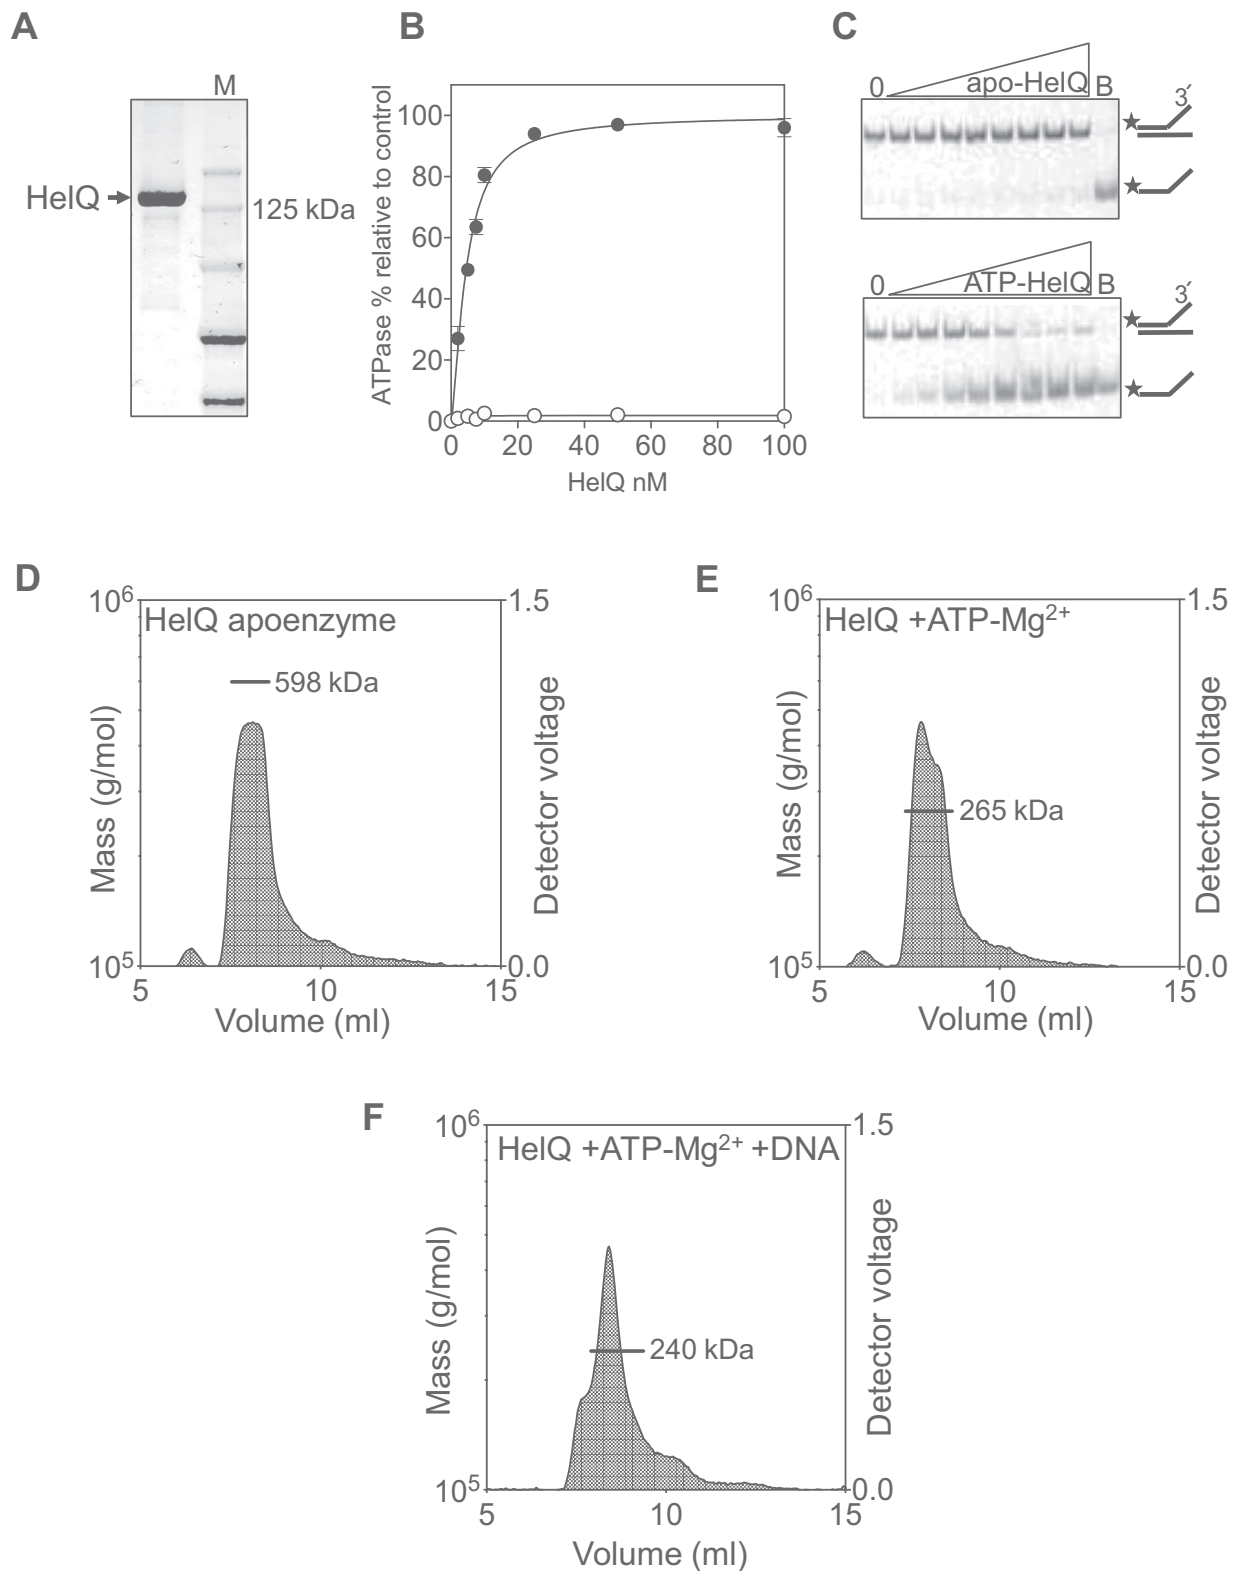 A
M
HelQ
125 kDa
B
ATPase % relative to control
100
80
60
40
20
0
0 20 40 60 80 100
HelQ nM
C
0 apo-HelQ B
3′
0 ATP-HelQ B
3′
D
10⁶
1.5
HelQ apoenzyme
598 kDa
Mass (g/mol)
Detector voltage
10⁵
0.0
5 10 15
Volume (ml)
E
10⁶
1.5
HelQ +ATP-Mg²⁺
265 kDa
Mass (g/mol)
Detector voltage
10⁵
0.0
5 10 15
Volume (ml)
F
10⁶
1.5
HelQ +ATP-Mg²⁺ +DNA
240 kDa
Mass (g/mol)
Detector voltage
10⁵
0.0
5 10 15
Volume (ml)